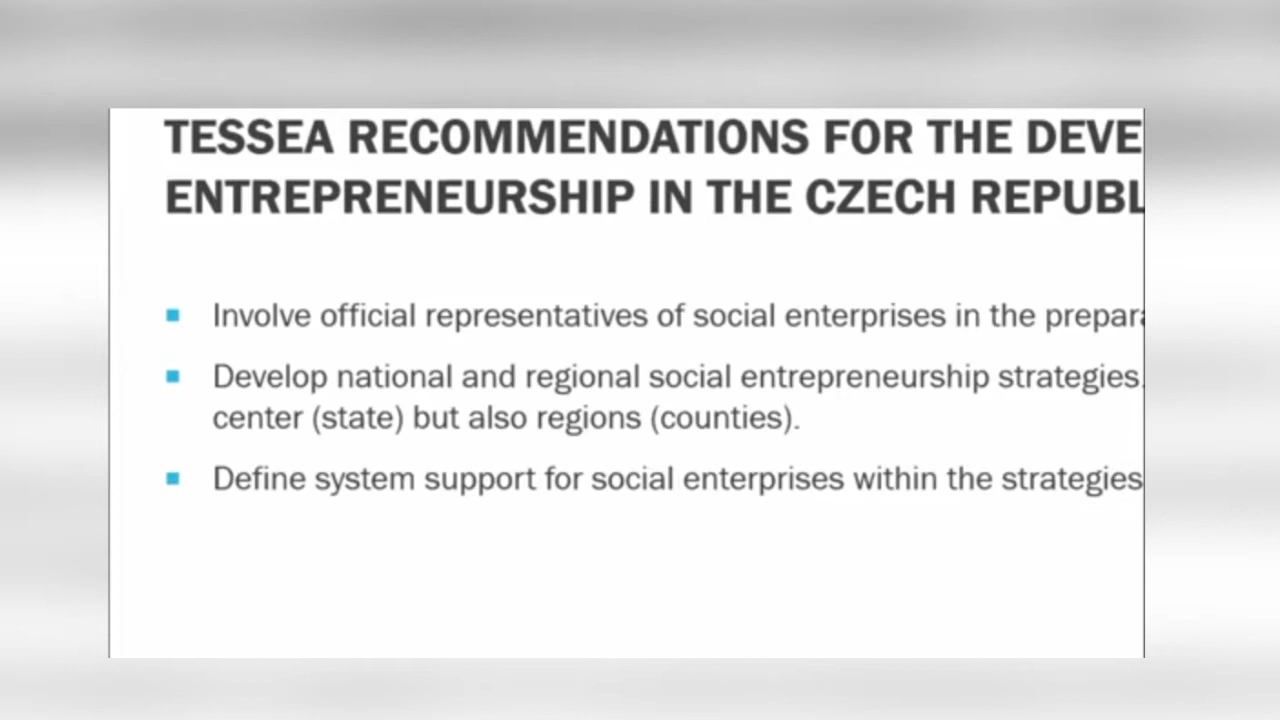 TESSEA RECOMMENDATIONS FOR THE DEVE
ENTREPRENEURSHIP IN THE CZECH REPUBL
Involve official representatives of social enterprises in the prepar
Develop national and regional social entrepreneurship strategies.
center (state) but also regions (counties).
Define system support for social enterprises within the strategies